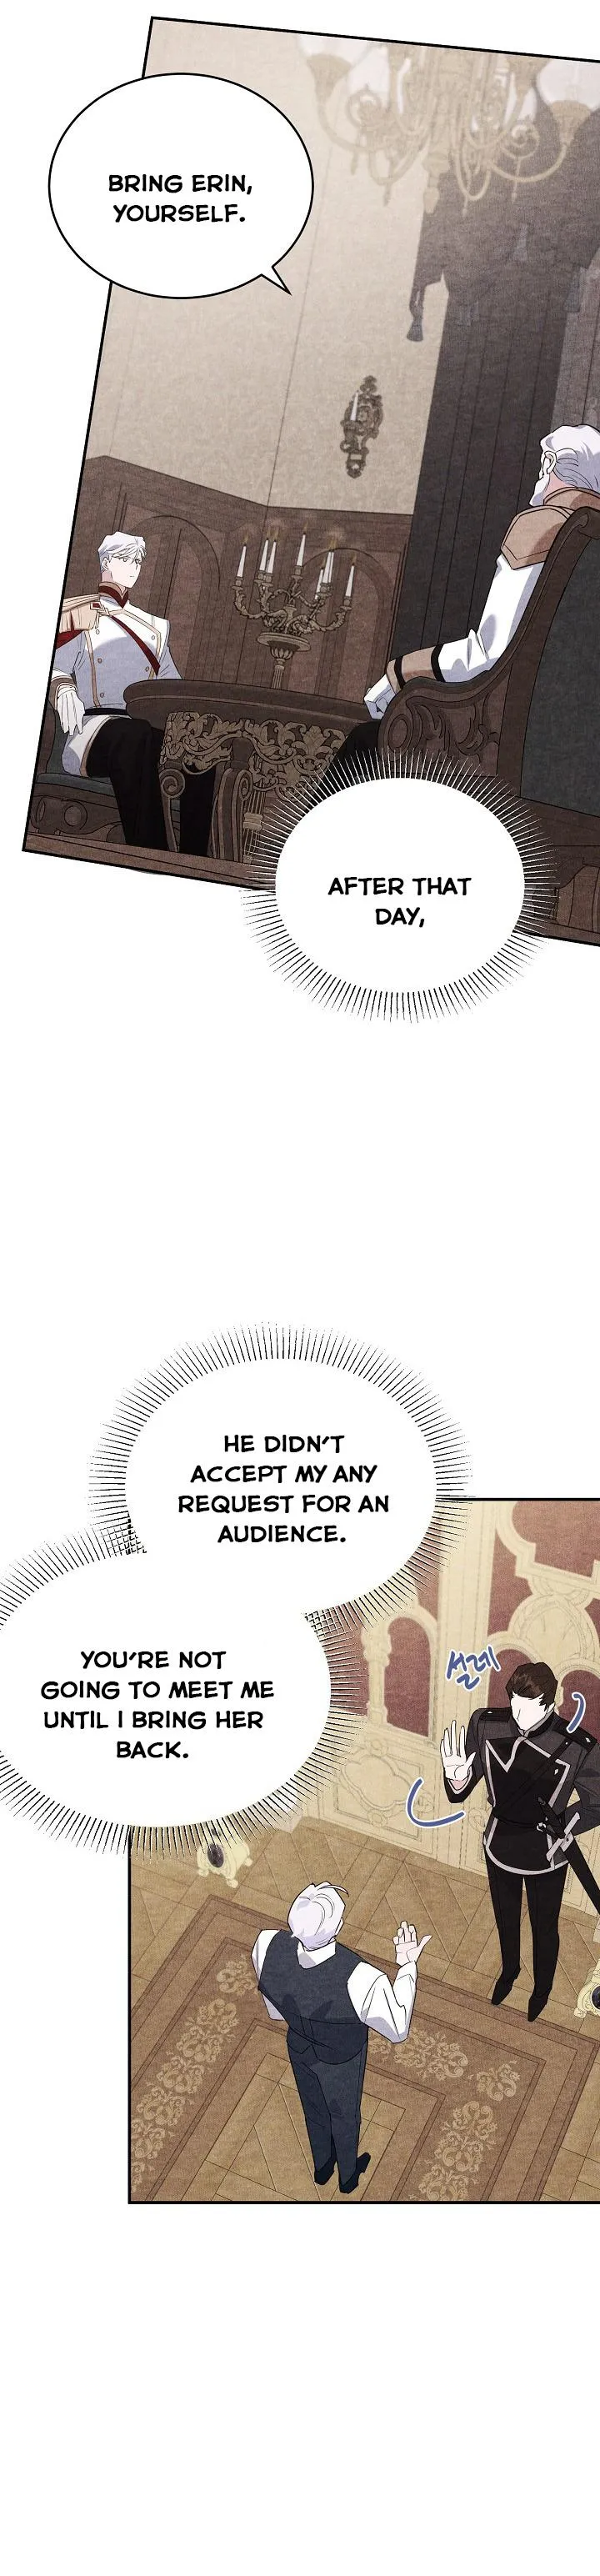 BRING ERIN,
YOURSELF.
AFTER THAT
DAY,
HE DIDN'T
ACCEPT MY ANY
REQUEST FOR AN
AUDIENCE.
YOU'RE NOT
GOING TO MEET ME
UNTIL I BRING HER
BACK.
설레